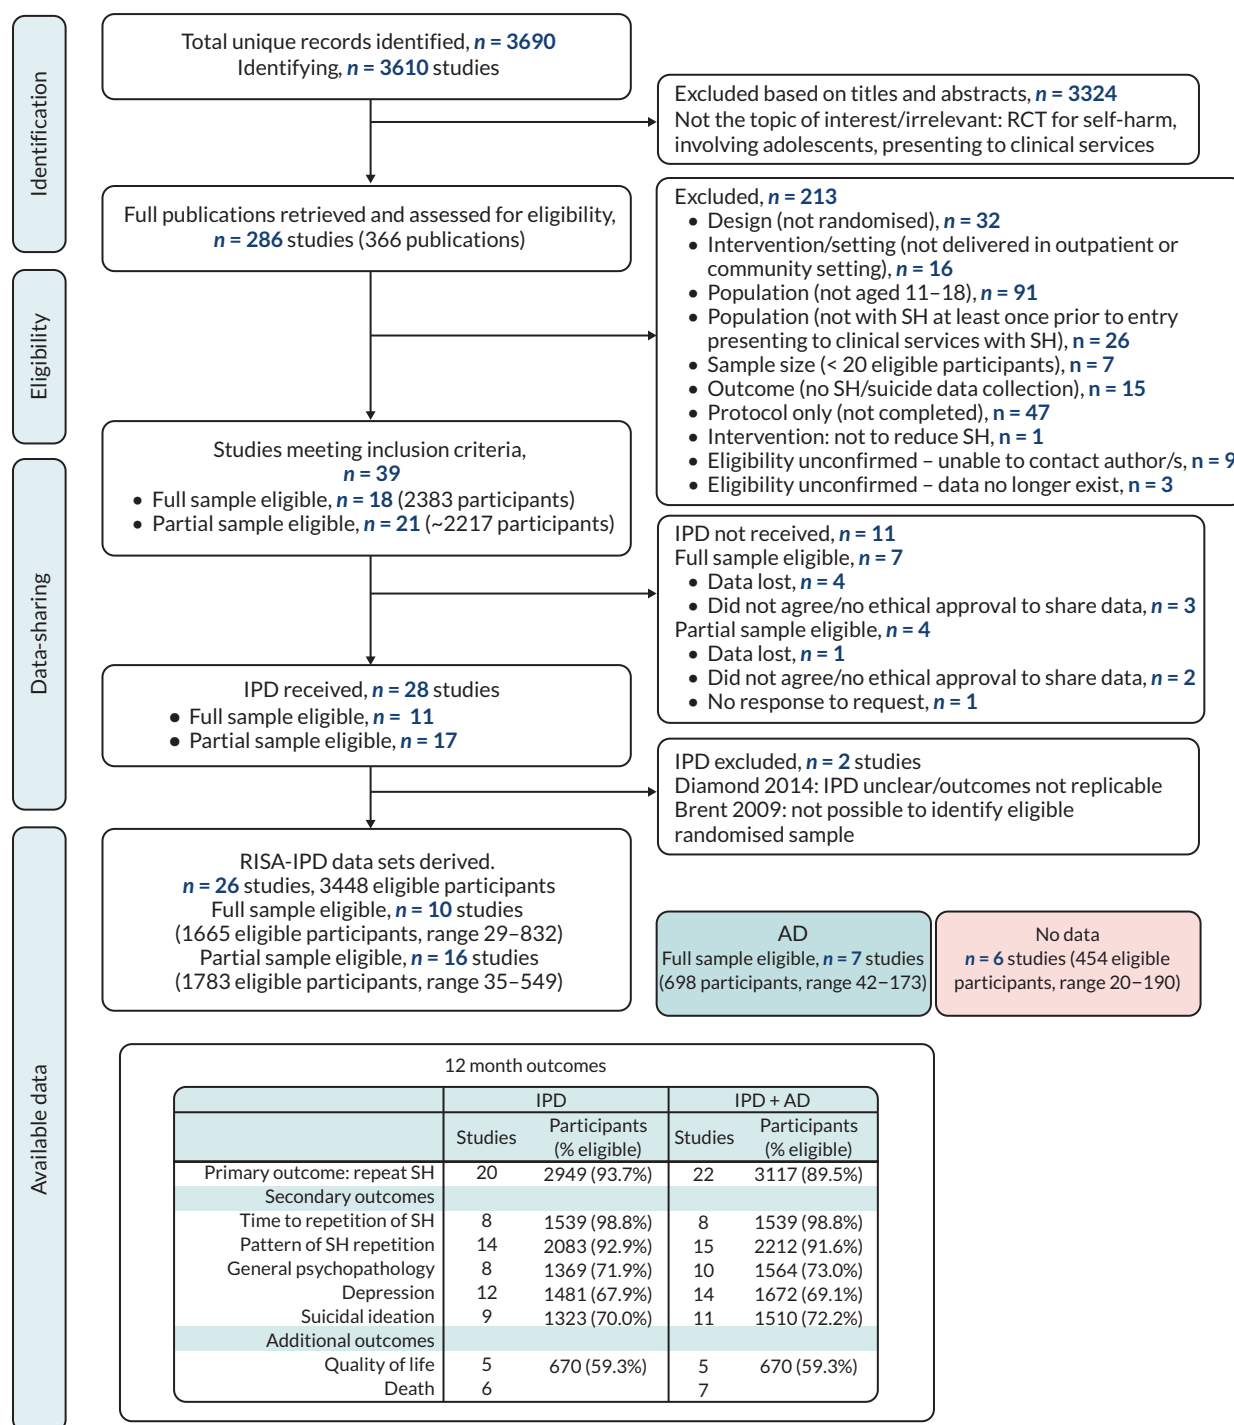 Identification
Total unique records identified, n = 3690
Identifying, n = 3610 studies
Excluded based on titles and abstracts, n = 3324
Not the topic of interest/irrelevant: RCT for self-harm,
involving adolescents, presenting to clinical services
Full publications retrieved and assessed for eligibility,
n = 286 studies (366 publications)
Eligibility
Excluded, n = 213
• Design (not randomised), n = 32
• Intervention/setting (not delivered in outpatient or
community setting), n = 16
• Population (not aged 11–18), n = 91
• Population (not with SH at least once prior to entry
presenting to clinical services with SH), n = 26
• Sample size (< 20 eligible participants), n = 7
• Outcome (no SH/suicide data collection), n = 15
• Protocol only (not completed), n = 47
• Intervention: not to reduce SH, n = 1
• Eligibility unconfirmed – unable to contact author/s, n = 9
• Eligibility unconfirmed – data no longer exist, n = 3
Data-sharing
Studies meeting inclusion criteria,
n = 39
• Full sample eligible, n = 18 (2383 participants)
• Partial sample eligible, n = 21 (~2217 participants)
IPD not received, n = 11
Full sample eligible, n = 7
• Data lost, n = 4
• Did not agree/no ethical approval to share data, n = 3
Partial sample eligible, n = 4
• Data lost, n = 1
• Did not agree/no ethical approval to share data, n = 2
• No response to request, n = 1
IPD received, n = 28 studies
• Full sample eligible, n = 11
• Partial sample eligible, n = 17
IPD excluded, n = 2 studies
Diamond 2014: IPD unclear/outcomes not replicable
Brent 2009: not possible to identify eligible
randomised sample
Available data
RISA-IPD data sets derived.
n = 26 studies, 3448 eligible participants
Full sample eligible, n = 10 studies
(1665 eligible participants, range 29–832)
Partial sample eligible, n = 16 studies
(1783 eligible participants, range 35–549)
AD
Full sample eligible, n = 7 studies
(698 participants, range 42–173)
No data
n = 6 studies (454 eligible
participants, range 20–190)
12 month outcomes
IPD IPD + AD
Studies Participants (% eligible) Studies Participants (% eligible)
Primary outcome: repeat SH 20 2949 (93.7%) 22 3117 (89.5%)
Secondary outcomes
Time to repetition of SH 8 1539 (98.8%) 8 1539 (98.8%)
Pattern of SH repetition 14 2083 (92.9%) 15 2212 (91.6%)
General psychopathology 8 1369 (71.9%) 10 1564 (73.0%)
Depression 12 1481 (67.9%) 14 1672 (69.1%)
Suicidal ideation 9 1323 (70.0%) 11 1510 (72.2%)
Additional outcomes
Quality of life 5 670 (59.3%) 5 670 (59.3%)
Death 6 7